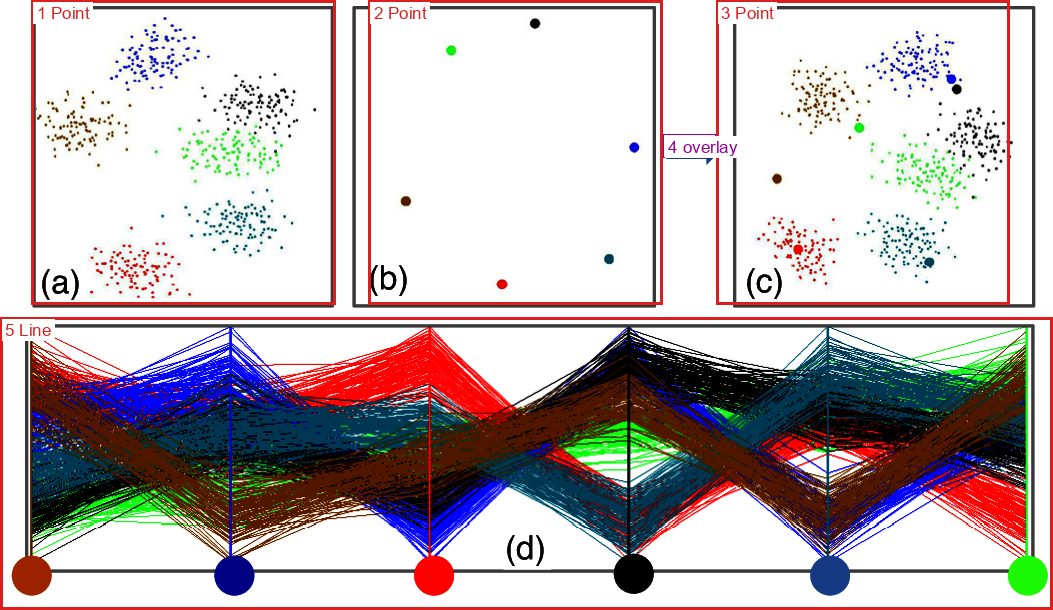 1 Point
2 Point
3 Point
4 overlay
(a)
(b)
(c)
5 Line
(d)